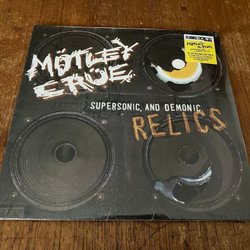 MÖTLEY
CRÜE
SUPERSONIC, AND DEMONIC
RELICS